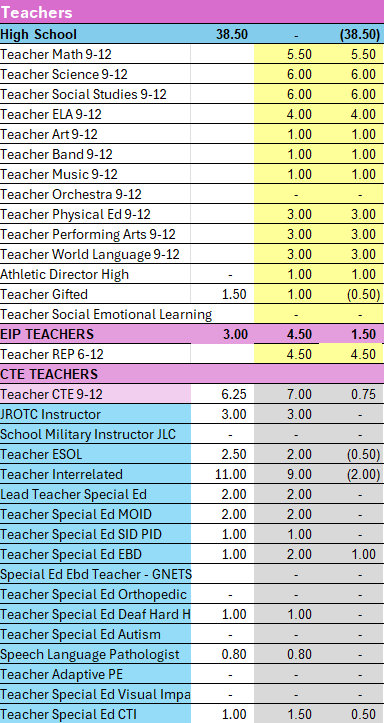 Teachers
High School 38.50 - (38.50)
Teacher Math 9-12 5.50 5.50
Teacher Science 9-12 6.00 6.00
Teacher Social Studies 9-12 6.00 6.00
Teacher ELA 9-12 4.00 4.00
Teacher Art 9-12 1.00 1.00
Teacher Band 9-12 1.00 1.00
Teacher Music 9-12 1.00 1.00
Teacher Orchestra 9-12 - -
Teacher Physical Ed 9-12 3.00 3.00
Teacher Performing Arts 9-12 3.00 3.00
Teacher World Language 9-12 3.00 3.00
Athletic Director High - 1.00 1.00
Teacher Gifted 1.50 1.00 (0.50)
Teacher Social Emotional Learning - -
EIP TEACHERS 3.00 4.50 1.50
Teacher REP 6-12 4.50 4.50
CTE TEACHERS
Teacher CTE 9-12 6.25 7.00 0.75
JROTC Instructor 3.00 3.00 -
School Military Instructor JLC - - -
Teacher ESOL 2.50 2.00 (0.50)
Teacher Interrelated 11.00 9.00 (2.00)
Lead Teacher Special Ed 2.00 2.00 -
Teacher Special Ed MOID 2.00 2.00 -
Teacher Special Ed SID PID 1.00 1.00 -
Teacher Special Ed EBD 1.00 2.00 1.00
Special Ed Ebd Teacher - GNETS - -
Teacher Special Ed Orthopedic - - -
Teacher Special Ed Deaf Hard H 1.00 1.00 -
Teacher Special Ed Autism - - -
Speech Language Pathologist 0.80 0.80 -
Teacher Adaptive PE - -
Teacher Special Ed Visual Impa - - -
Teacher Special Ed CTI 1.00 1.50 0.50